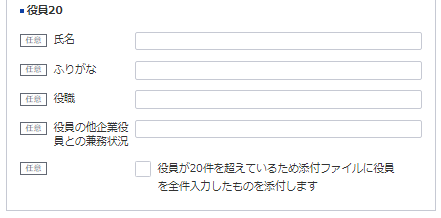 役員20
任意 氏名
任意 ふりがな
任意 役職
任意 役員の他企業役
員との兼務状況
任意 役員が20件を超えているため添付ファイルに役員
を全件入力したものを添付します